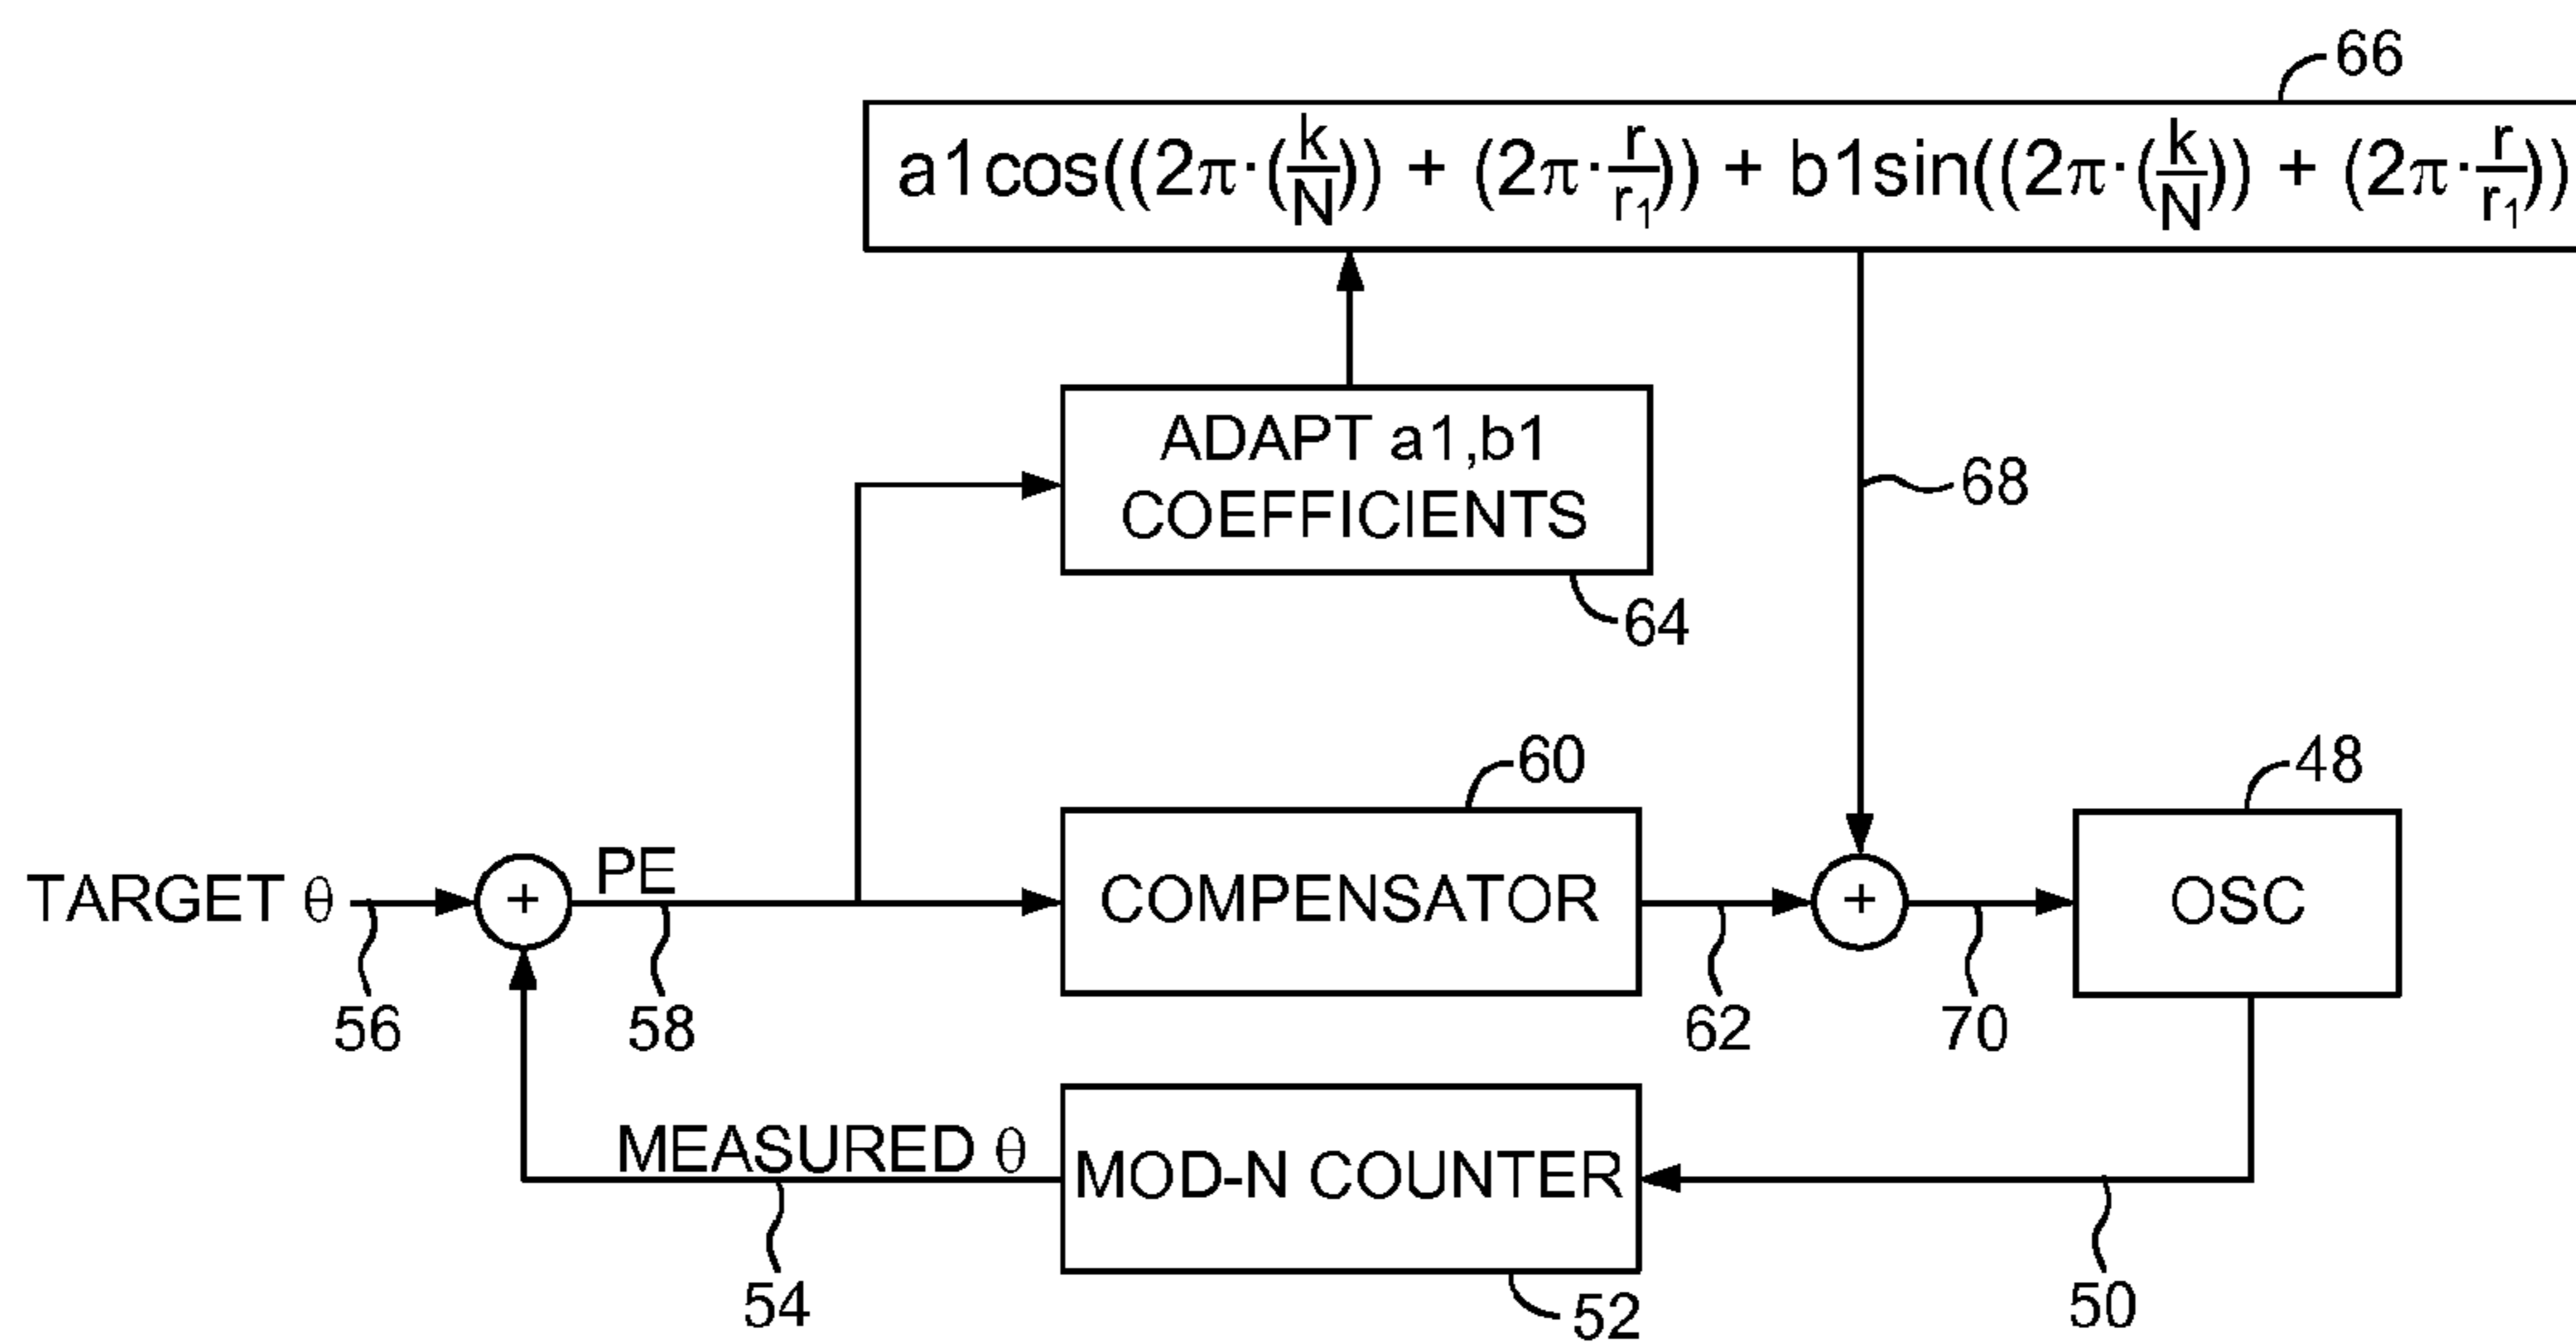 66
a1cos((2π·(k/N)) + (2π·r/r₁)) + b1sin((2π·(k/N)) + (2π·r/r₁))
ADAPT a1,b1
COEFFICIENTS
68
64
60
48
TARGET θ
+
PE
COMPENSATOR
+
OSC
56
58
62
70
MEASURED θ
MOD-N COUNTER
54
52
50